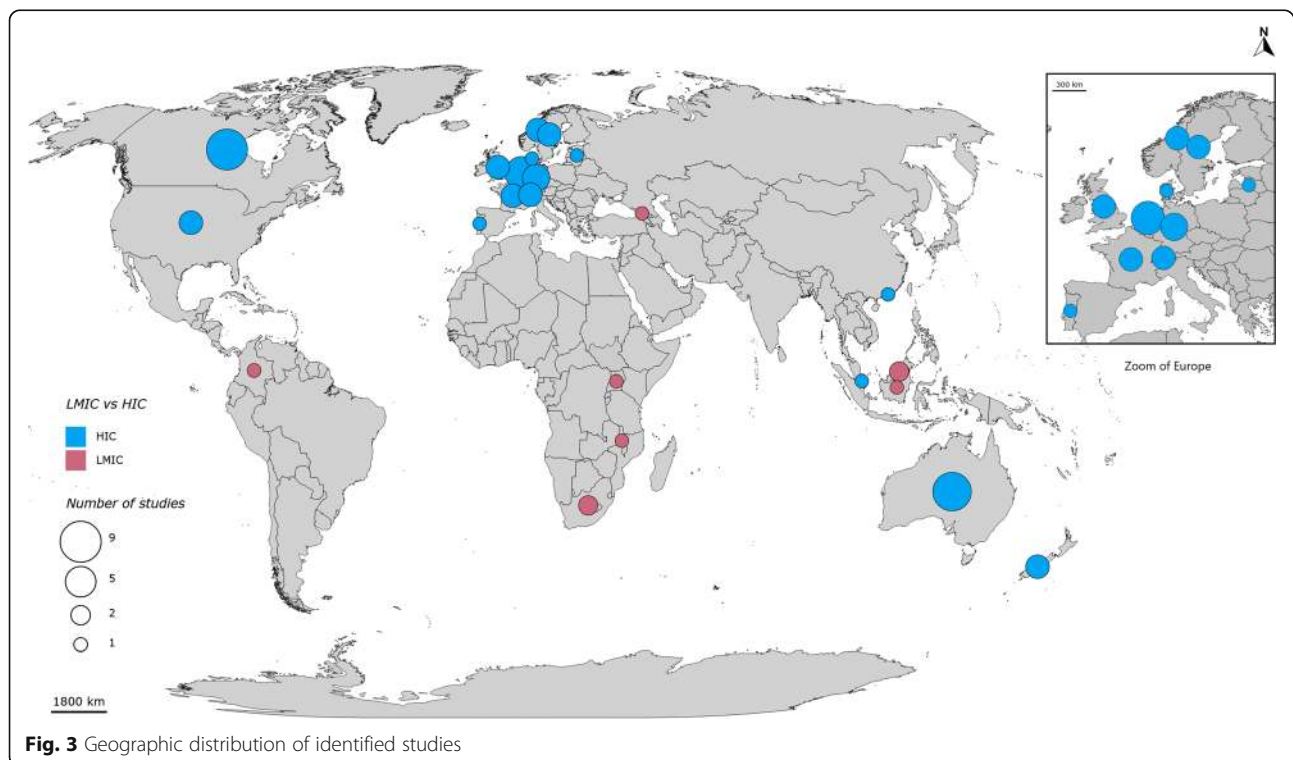 N
300 km
Zoom of Europe
LMIC vs HIC
HIC
LMIC
Number of studies
9
5
2
1
1800 km
Fig. 3 Geographic distribution of identified studies